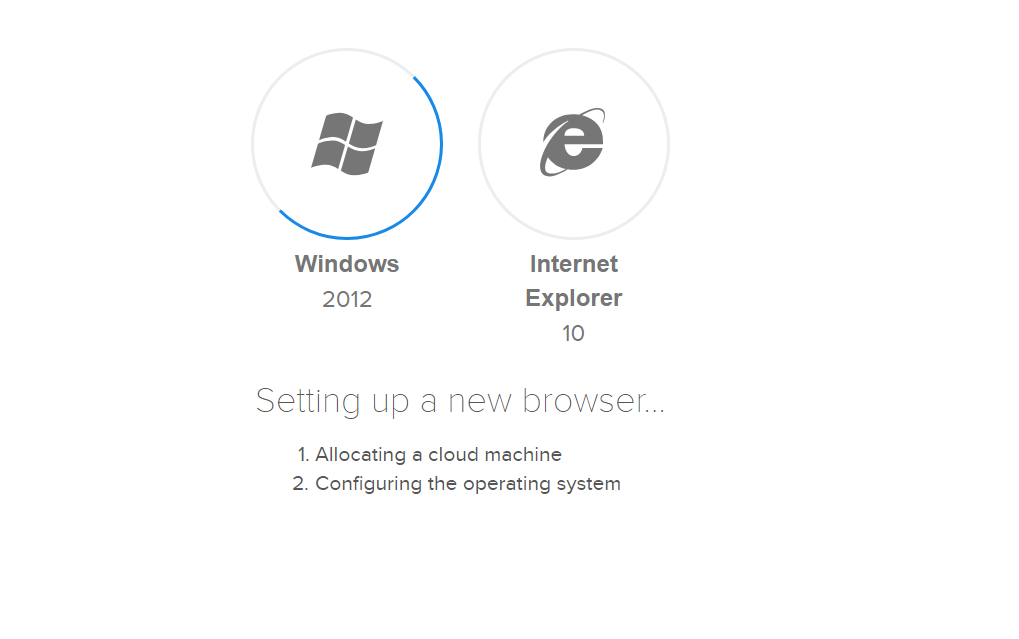 Windows
2012
Internet
Explorer
10
Setting up a new browser...
1. Allocating a cloud machine
2. Configuring the operating system